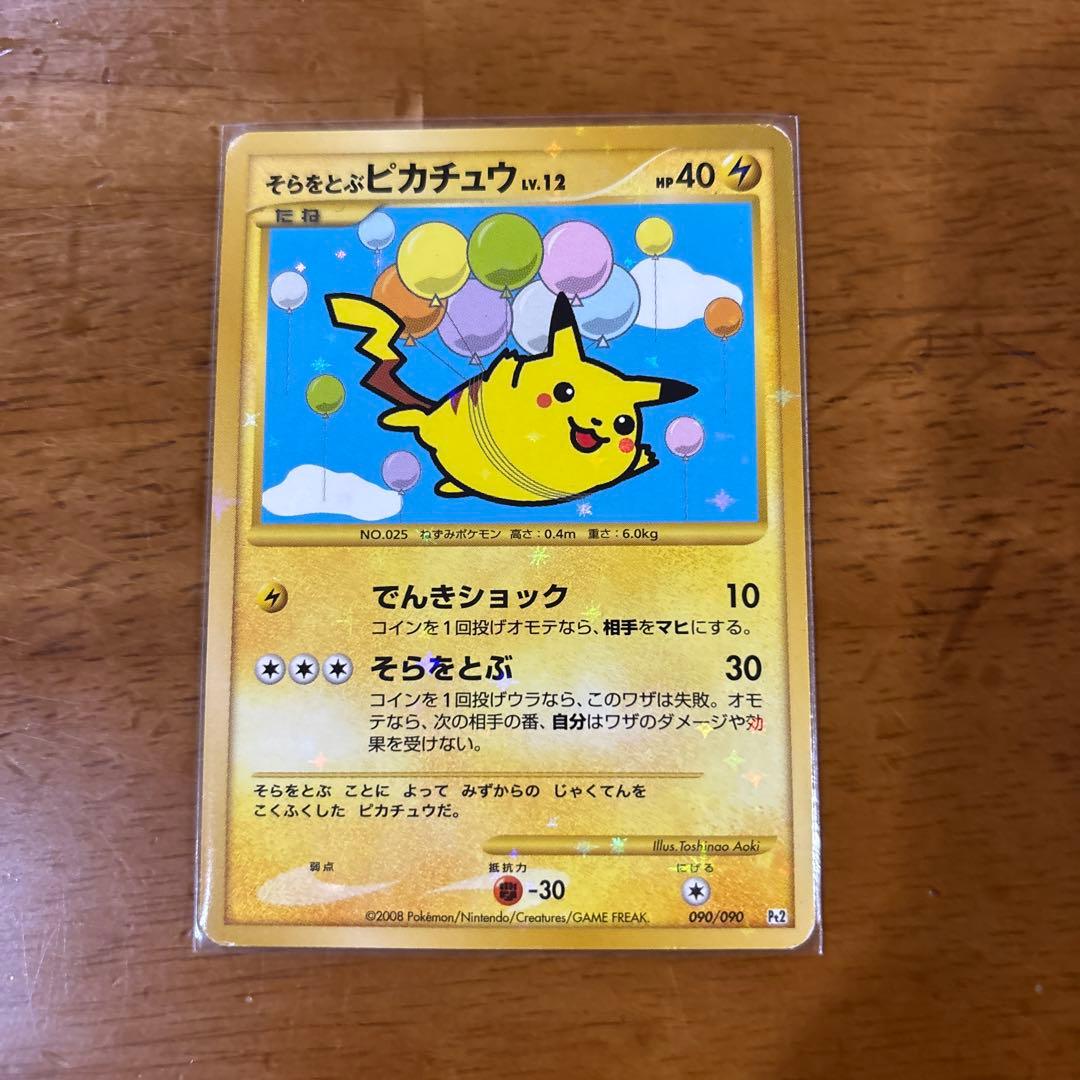 そらをとぶピカチュウ LV.12 HP 40
たね
NO.025 ねずみポケモン 高さ:0.4m 重さ:6.0kg
でんきショック 10
コインを1回投げオモテなら、相手をマヒにする。
そらをとぶ 30
コインを1回投げウラなら、このワザは失敗。オモ
テなら、次の相手の番、自分はワザのダメージや効
果を受けない。
そらをとぶ ことに よって みずからの じゃくてんを
こくふくした ピカチュウだ。
Illus.Toshinao Aoki
弱点 抵抗力 にげる
-30
©2008 Pokémon/Nintendo/Creatures/GAME FREAK. 090/090 Pt2